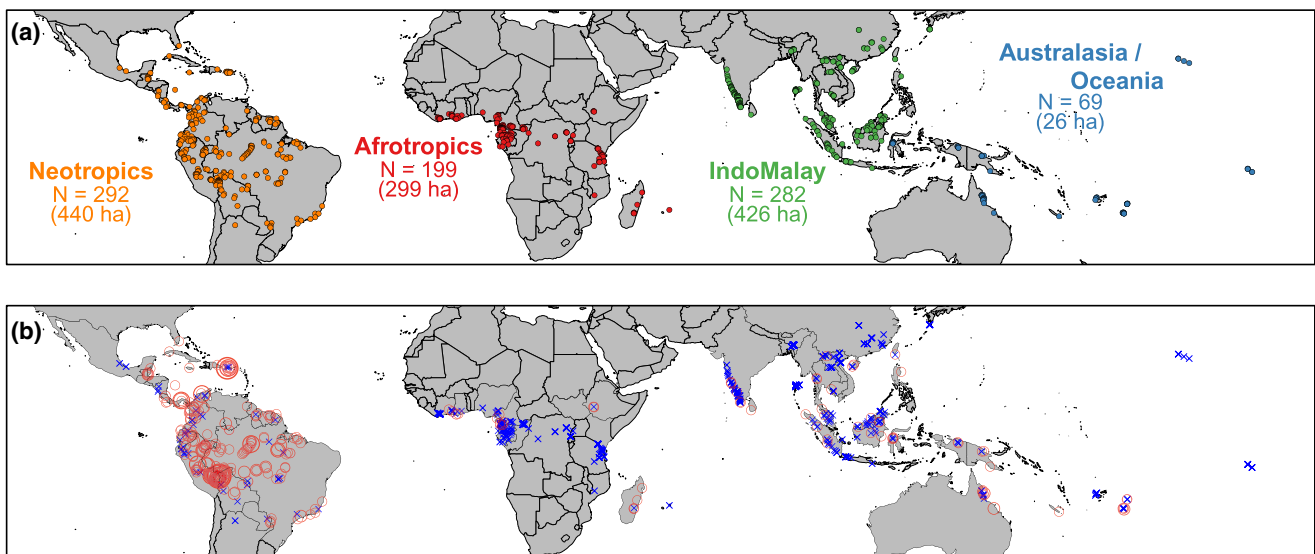 (a)
Australasia /
Oceania
N = 69
(26 ha)
Afrotropics
N = 199
(299 ha)
Neotropics
N = 292
(440 ha)
IndoMalay
N = 282
(426 ha)
(b)